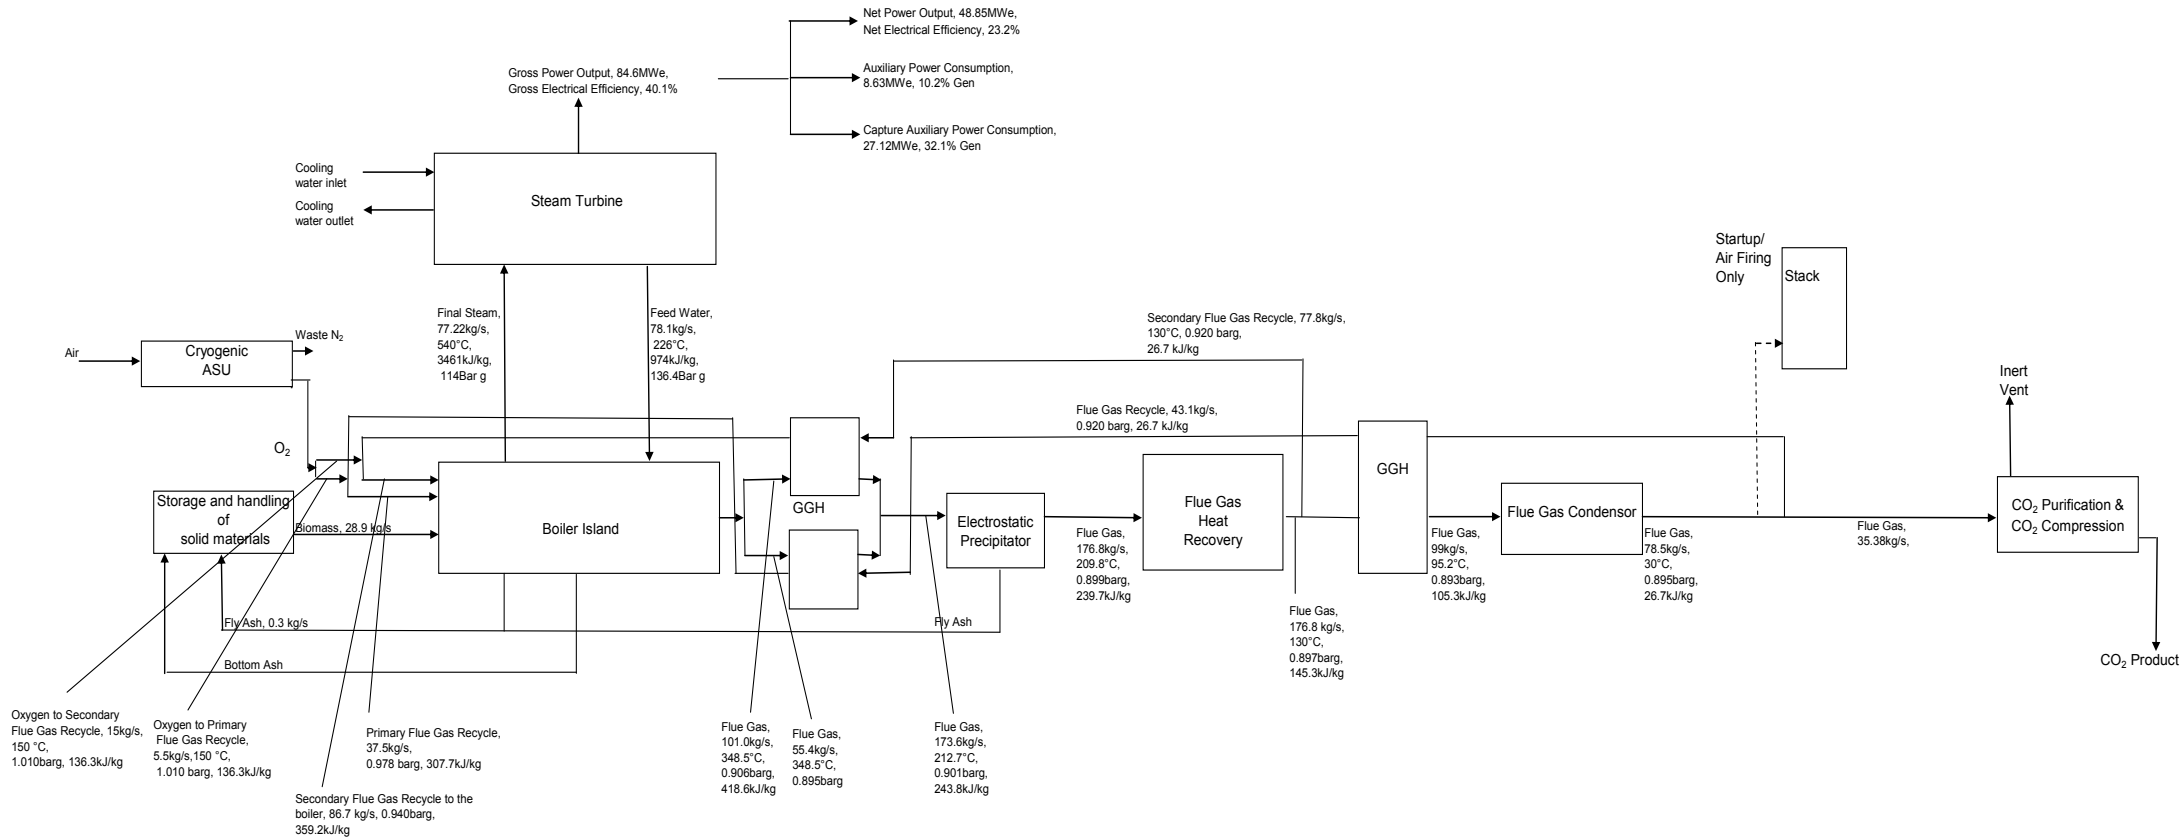 Net Power Output, 48.85MWe,
Net Electrical Efficiency, 23.2%
Gross Power Output, 84.6MWe,
Gross Electrical Efficiency, 40.1%
Auxiliary Power Consumption,
8.63MWe, 10.2% Gen
Capture Auxiliary Power Consumption,
27.12MWe, 32.1% Gen
Cooling
water inlet
Cooling
water outlet
Steam Turbine
Startup/
Air Firing
Only
Stack
Final Steam,
77.22kg/s,
540°C,
3461kJ/kg,
114Bar g
Feed Water,
78.1kg/s,
226°C,
974kJ/kg,
136.4Bar g
Secondary Flue Gas Recycle, 77.8kg/s,
130°C, 0.920 barg,
26.7 kJ/kg
Air
Cryogenic
ASU
Waste N₂
Inert
Vent
Flue Gas Recycle, 43.1kg/s,
0.920 barg, 26.7 kJ/kg
O₂
Storage and handling
of
solid materials
Biomass, 28.9 kg/s
Boiler Island
GGH
Electrostatic
Precipitator
Flue Gas
Heat
Recovery
GGH
Flue Gas Condensor
CO₂ Purification &
CO₂ Compression
Flue Gas,
176.8kg/s,
209.8°C,
0.899barg,
239.7kJ/kg
Flue Gas,
99kg/s,
95.2°C,
0.893barg,
105.3kJ/kg
Flue Gas,
78.5kg/s,
30°C,
0.895barg,
26.7kJ/kg
Flue Gas,
35.38kg/s,
Flue Gas,
176.8 kg/s,
130°C,
0.897barg,
145.3kJ/kg
Fly Ash, 0.3 kg/s
Fly Ash
Bottom Ash
CO₂ Product
Oxygen to Secondary
Flue Gas Recycle, 15kg/s,
150 °C,
1.010barg, 136.3kJ/kg
Oxygen to Primary
Flue Gas Recycle,
5.5kg/s,150 °C,
1.010 barg, 136.3kJ/kg
Primary Flue Gas Recycle,
37.5kg/s,
0.978 barg, 307.7kJ/kg
Secondary Flue Gas Recycle to the
boiler, 86.7 kg/s, 0.940barg,
359.2kJ/kg
Flue Gas,
101.0kg/s,
348.5°C,
0.906barg,
418.6kJ/kg
Flue Gas,
55.4kg/s,
348.5°C,
0.895barg
Flue Gas,
173.6kg/s,
212.7°C,
0.901barg,
243.8kJ/kg